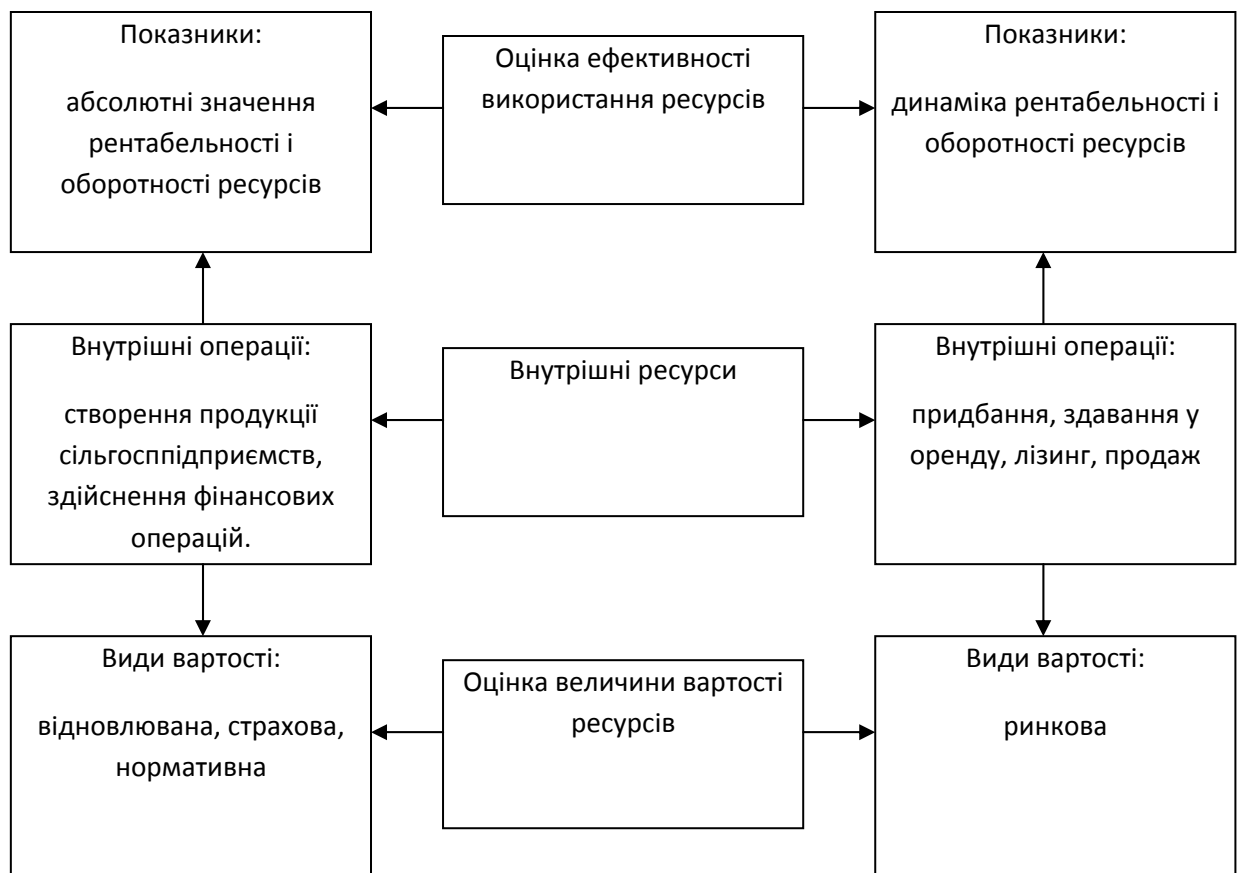 Показники:
абсолютні значення
рентабельності і
оборотності ресурсів
Оцінка ефективності
використання ресурсів
Показники:
динаміка рентабельності і
оборотності ресурсів
Внутрішні операції:
створення продукції
сільгосппідприємств,
здійснення фінансових
операцій.
Внутрішні ресурси
Внутрішні операції:
придбання, здавання у
оренду, лізинг, продаж
Види вартості:
відновлювана, страхова,
нормативна
Оцінка величини вартості
ресурсів
Види вартості:
ринкова